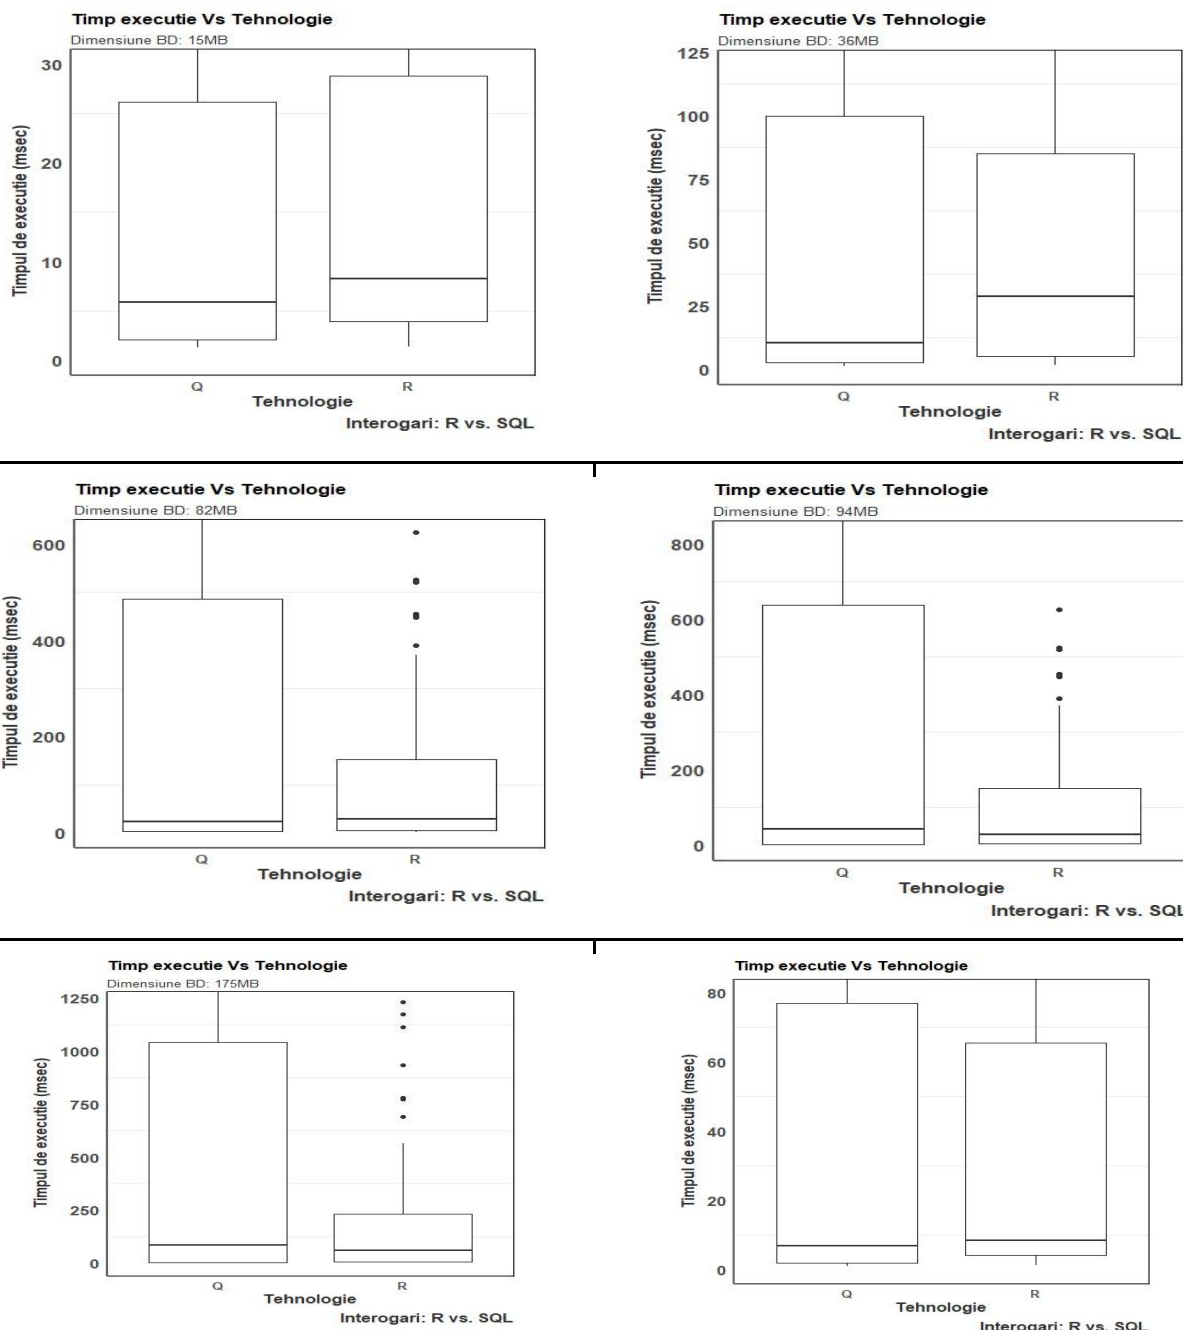 Timp executie Vs Tehnologie
Dimensiune BD: 15MB
30
20
10
0
Timpul de executie (msec)
Q R
Tehnologie
Interogari: R vs. SQL
Timp executie Vs Tehnologie
Dimensiune BD: 36MB
125
100
75
50
25
0
Timpul de executie (msec)
Q R
Tehnologie
Interogari: R vs. SQL
Timp executie Vs Tehnologie
Dimensiune BD: 82MB
600
400
200
0
Timpul de executie (msec)
Q R
Tehnologie
Interogari: R vs. SQL
Timp executie Vs Tehnologie
Dimensiune BD: 94MB
800
600
400
200
0
Timpul de executie (msec)
Q R
Tehnologie
Interogari: R vs. SQL
Timp executie Vs Tehnologie
Dimensiune BD: 175MB
1250
1000
750
500
250
0
Timpul de executie (msec)
Q R
Tehnologie
Interogari: R vs. SQL
Timp executie Vs Tehnologie
80
60
40
20
0
Timpul de executie (msec)
Q R
Tehnologie
Interogari: R vs. SQL